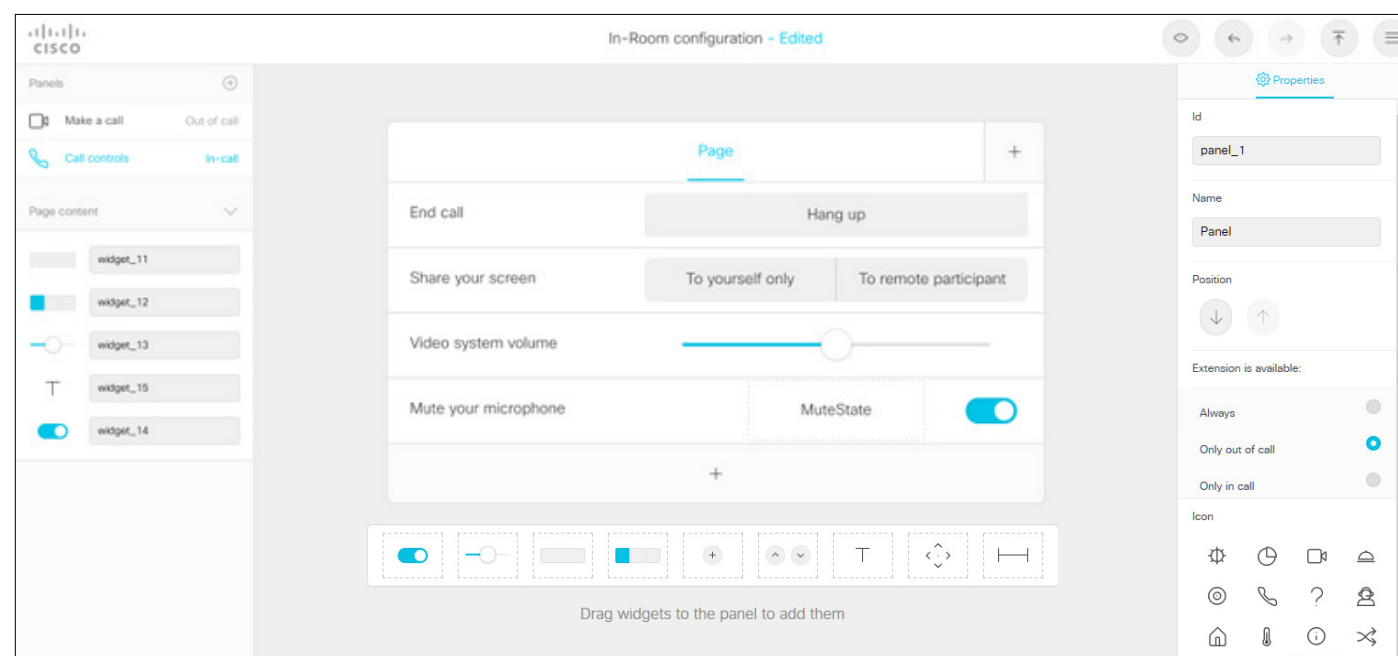 CISCO
In-Room configuration - Edited
Panels
Make a call Out of call
Call controls In-call
Page content
widget_11
widget_12
widget_13
T widget_15
widget_14
Page +
End call Hang up
Share your screen To yourself only To remote participant
Video system volume
Mute your microphone MuteState
+
T
Drag widgets to the panel to add them
Properties
Id
panel_1
Name
Panel
Position
Extension is available:
Always
Only out of call
Only in call
Icon